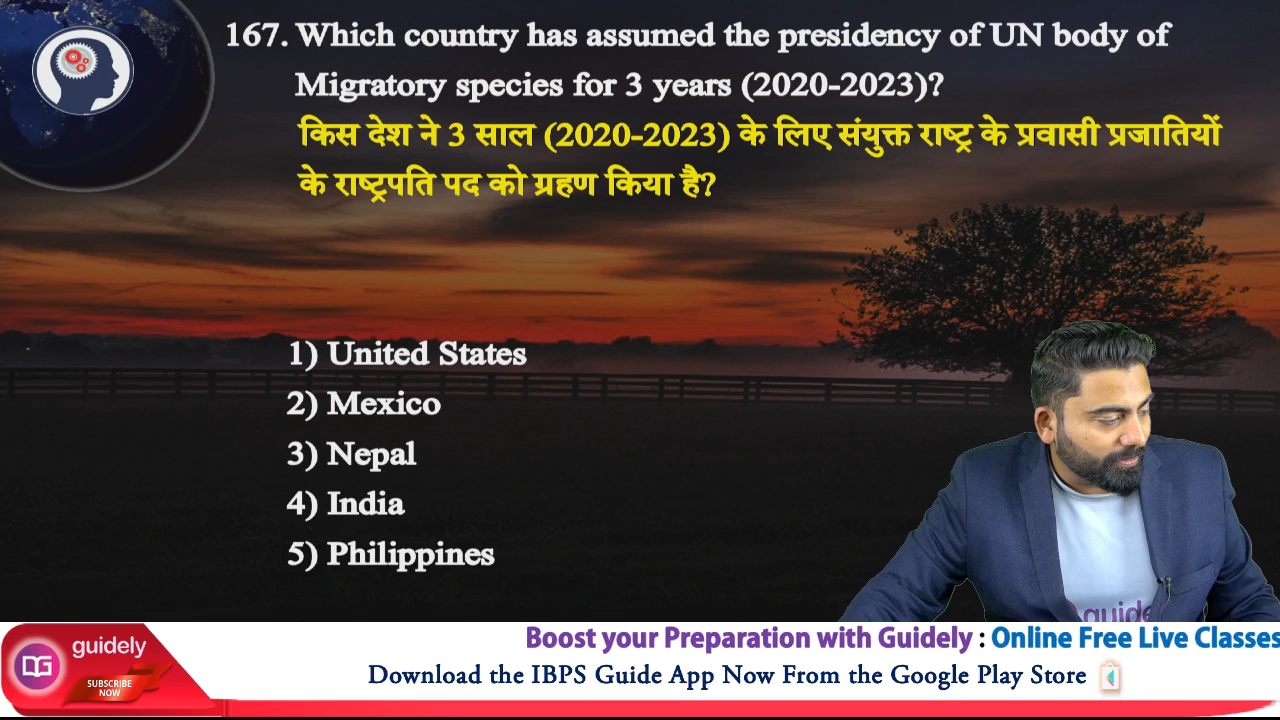 167. Which country has assumed the presidency of UN body of
Migratory species for 3 years (2020-2023)?
किस देश ने 3 साल (2020-2023) के लिए संयुक्त राष्ट्र के प्रवासी प्रजातियों
के राष्ट्रपति पद को ग्रहण किया है?
1) United States
2) Mexico
3) Nepal
4) India
5) Philippines
guide
guidely
SUBSCRIBE
NOW
Boost your Preparation with Guidely : Online Free Live Classes
Download the IBPS Guide App Now From the Google Play Store